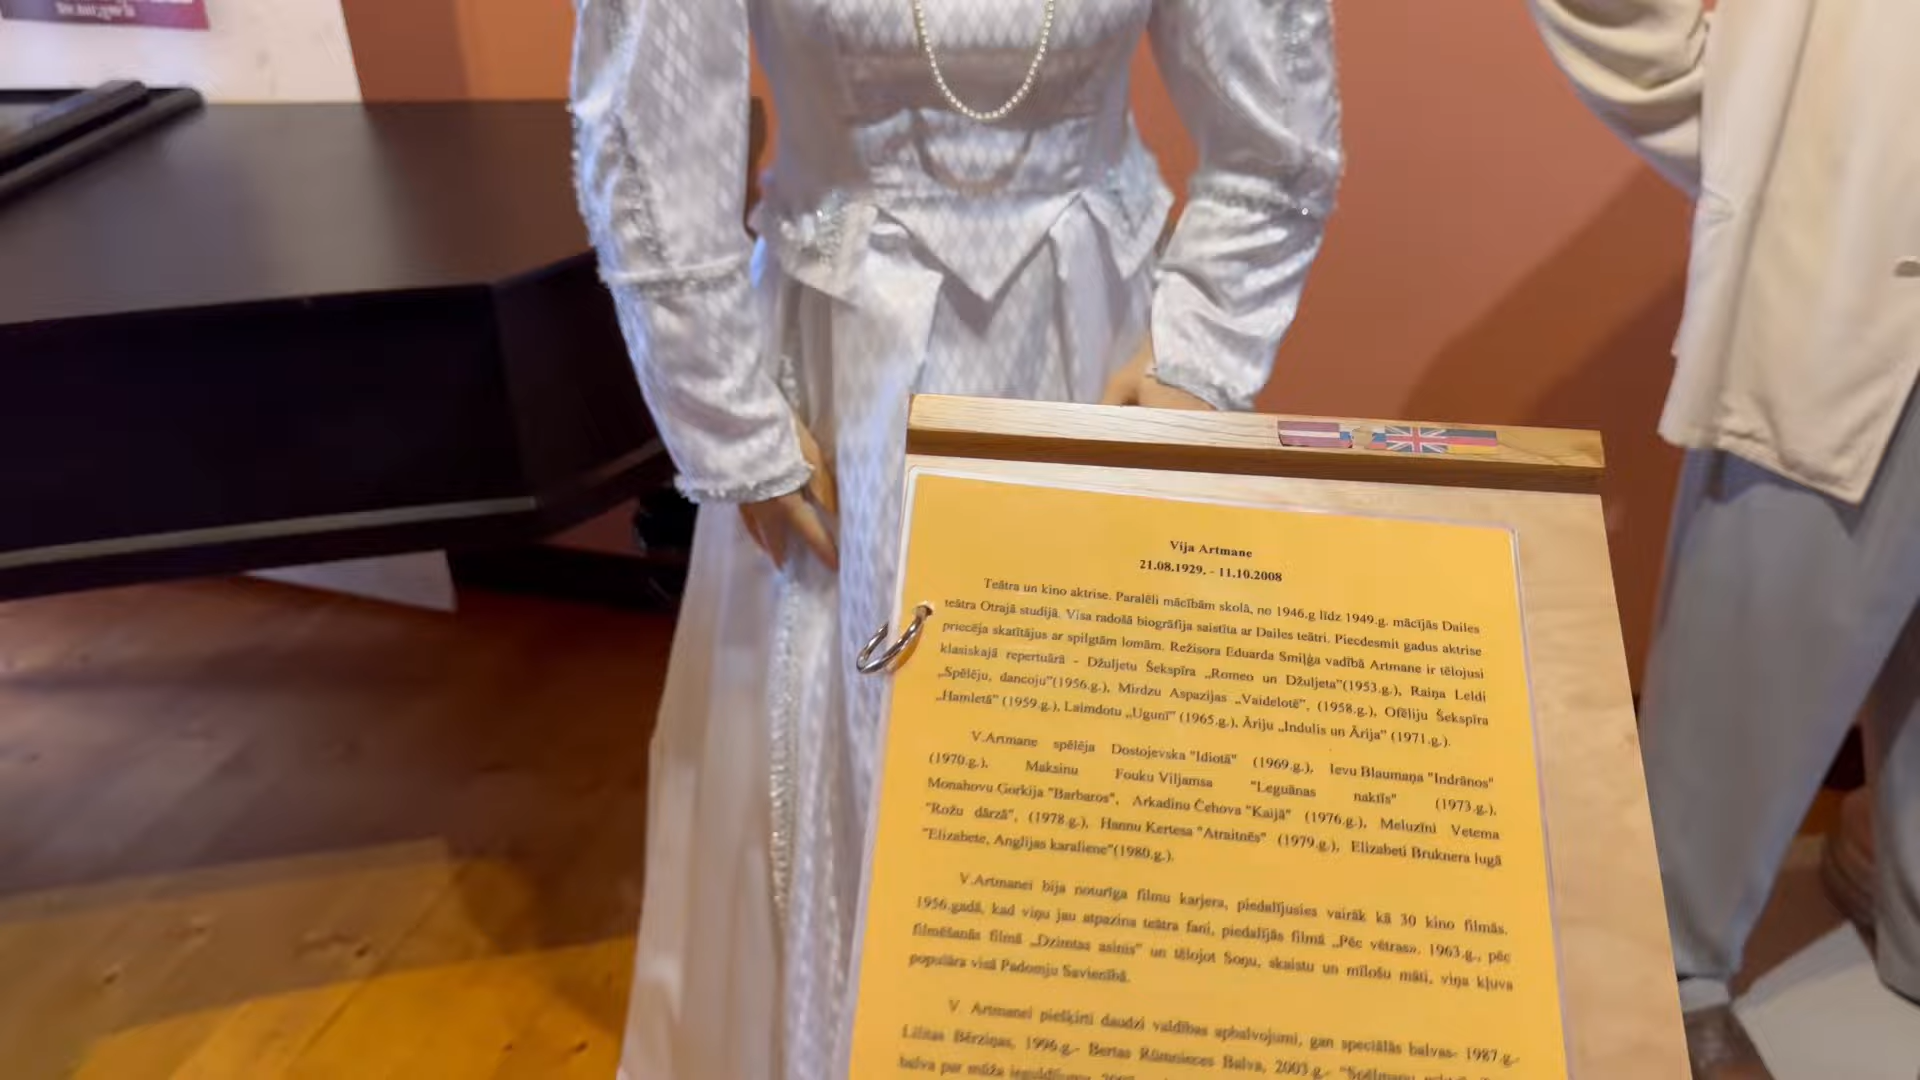 Vija Artmane
21.08.1929. - 11.10.2008
Teātra un kino aktrise. Paralēli mācībām skolā, no 1946.g līdz 1949.g. mācījās Dailes
teātra Otrajā studijā. Visa radošā biogrāfija saistīta ar Dailes teātri. Piecdesmit gadus aktrise
priecēja skatītājus ar spilgtām lomām. Režisora Eduarda Smiļģa vadībā Artmane ir tēlojusi
klasiskajā repertuārā - Džuljetu Šekspīra „Romeo un Džuljeta"(1953.g.), Raiņa Leldi
„Spēlēju, dancoju"(1956.g.), Mirdzu Aspazijas „Vaidelotē", (1958.g.), Ofēliju Šekspīra
„Hamletā" (1959.g.), Laimdotu „Ugunī" (1965.g.), Āriju „Indulis un Ārija" (1971.g.).
V.Artmane spēlēja Dostojevska "Idiotā" (1969.g.), Ievu Blaumaņa "Indrānos"
(1970.g.), Maksinu Fouku Viljamsa "Leguānas naktīs" (1973.g.),
Monahovu Gorkija "Barbaros", Arkadinu Čehova "Kaijā" (1976.g.), Meluzīni Vetema
"Rožu dārzā", (1978.g.), Hannu Kertesa "Atraitnēs" (1979.g.), Elizabeti Bruknera lugā
"Elizabete, Anglijas karaliene"(1980.g.).
V.Artmanei bija noturīga filmu karjera, piedalījusies vairāk kā 30 kino filmās.
1956.gadā, kad viņu jau atpazina teātra fani, piedalījās filmā „Pēc vētras». 1963.g., pēc
filmēšanās filmā „Dzimtas asinis" un tēlojot Soņu, skaistu un mīlošu māti, viņa kļuva
populāra visā Padomju Savienībā.
V. Artmanei piešķirti daudzi valdības apbalvojumi, gan speciālās balvas- 1987.g.-
Lilitas Bērziņas, 1996.g.- Bertas Rūmnieces Balva, 2003.g.-
balva par mūža